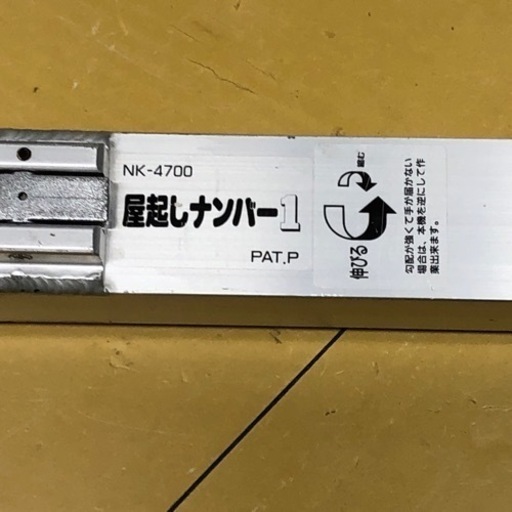 NK-4700
屋起しナンバー1
PAT.P
縮む
伸びる
勾配が強くて手が届かない
場合は、本機を逆にして作
業出来ます。